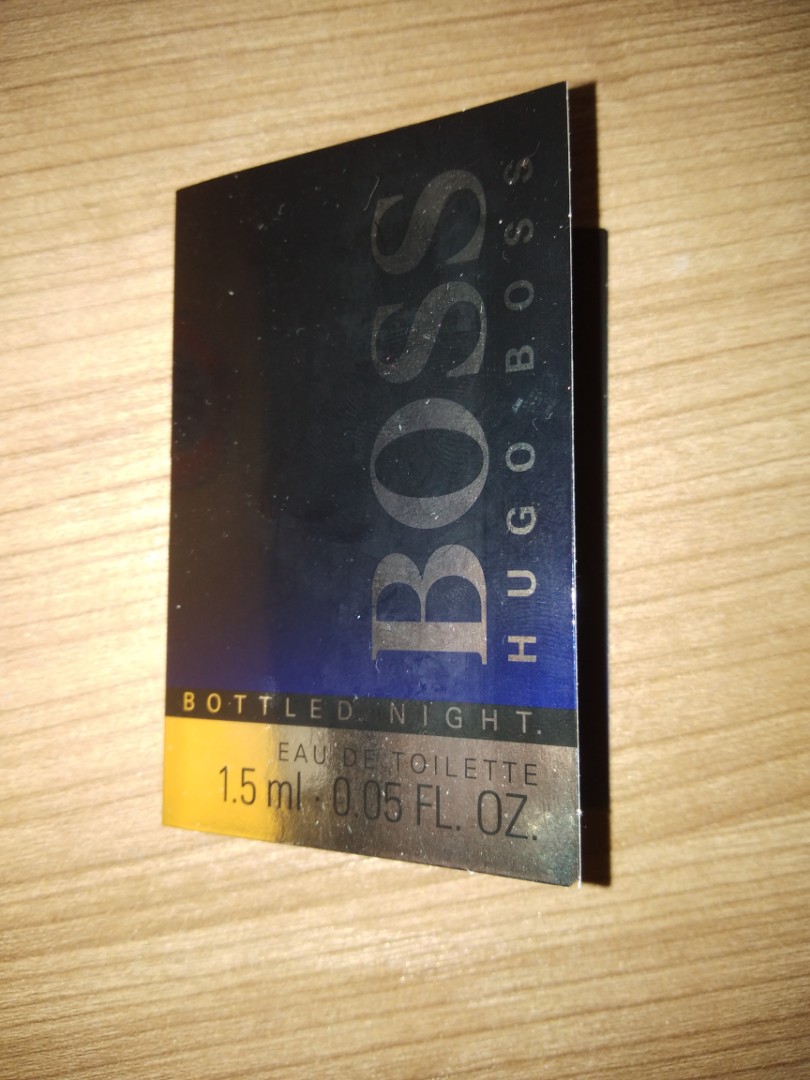 BOSS
HUGO BOSS
BOTTLED NIGHT.
EAU DE TOILETTE
1.5 ml · 0.05 FL. OZ.